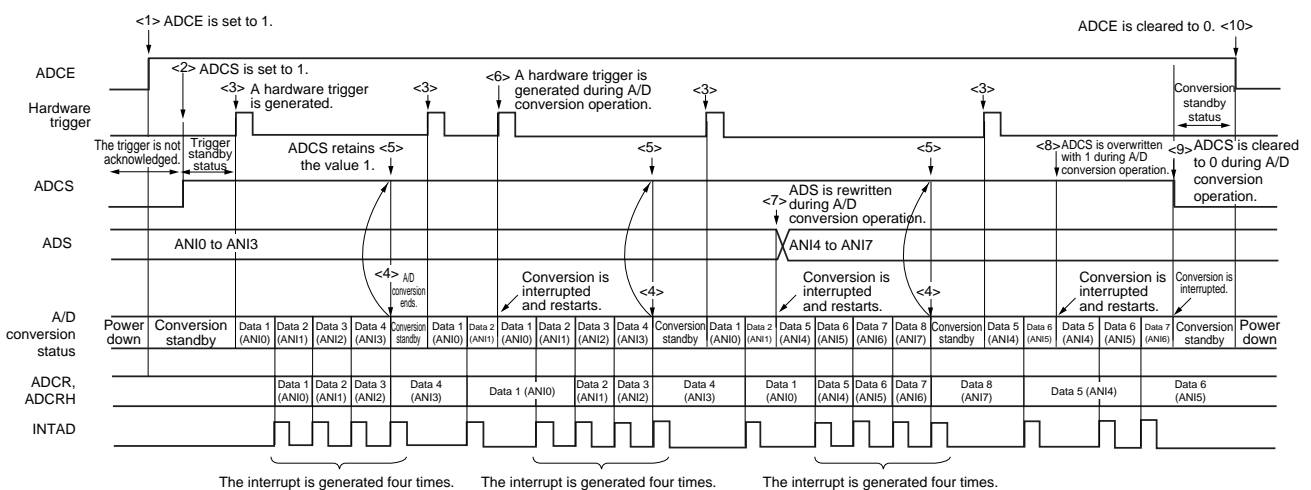 <1> ADCE is set to 1.
ADCE is cleared to 0. <10>
ADCE
<2> ADCS is set to 1.
<3> A hardware trigger
is generated.
<3>
<6> A hardware trigger is
generated during A/D
conversion operation.
<3>
<3>
Conversion
standby
status
Hardware
trigger
The trigger is not
acknowledged.
Trigger
standby
status
ADCS retains <5>
the value 1.
<5>
<5>
<8> ADCS is overwritten
with 1 during A/D
conversion operation.
<9> ADCS is cleared
to 0 during A/D
conversion
operation.
ADCS
<7> ADS is rewritten
during A/D
conversion operation.
ADS
ANI0 to ANI3
ANI4 to ANI7
<4> A/D
conversion
ends.
Conversion is
interrupted
and restarts.
<4>
Conversion is
interrupted
and restarts.
<4>
Conversion is
interrupted
and restarts.
Conversion is
interrupted.
A/D
conversion
status
Power
down
Conversion
standby
Data 1
(ANI0)
Data 2
(ANI1)
Data 3
(ANI2)
Data 4
(ANI3)
Conversion
standby
Data 1
(ANI0)
Data 2
(ANI1)
Data 1
(ANI0)
Data 2
(ANI1)
Data 3
(ANI2)
Data 4
(ANI3)
Conversion
standby
Data 1
(ANI0)
Data 2
(ANI1)
Data 5
(ANI4)
Data 6
(ANI5)
Data 7
(ANI6)
Data 8
(ANI7)
Conversion
standby
Data 5
(ANI4)
Data 6
(ANI5)
Data 5
(ANI4)
Data 6
(ANI5)
Data 7
(ANI6)
Conversion
standby
Power
down
ADCR,
ADCRH
Data 1
(ANI0)
Data 2
(ANI1)
Data 3
(ANI2)
Data 4
(ANI3)
Data 1 (ANI0)
Data 2
(ANI1)
Data 3
(ANI2)
Data 4
(ANI3)
Data 1
(ANI0)
Data 5
(ANI4)
Data 6
(ANI5)
Data 7
(ANI6)
Data 8
(ANI7)
Data 5 (ANI4)
Data 6
(ANI5)
INTAD
The interrupt is generated four times.
The interrupt is generated four times.
The interrupt is generated four times.